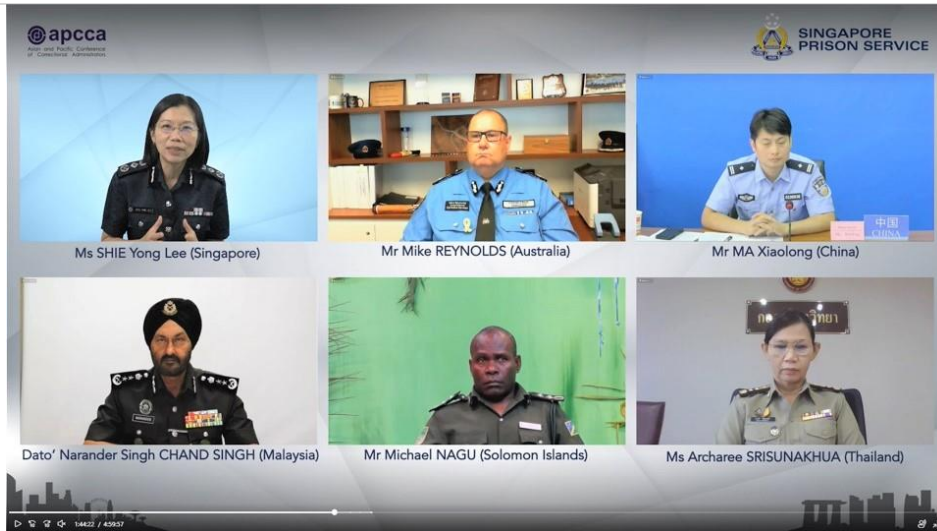 apcca
Asian and Pacific Conference
of Correctional Administrators
SINGAPORE
PRISON SERVICE
Ms SHIE Yong Lee (Singapore)
Mr Mike REYNOLDS (Australia)
中国
CHINA
Mr MA Xiaolong (China)
Dato’ Narander Singh CHAND SINGH (Malaysia)
Mr Michael NAGU (Solomon Islands)
Ms Archaree SRISUNAKHUA (Thailand)
1:44:22 / 4:59:57